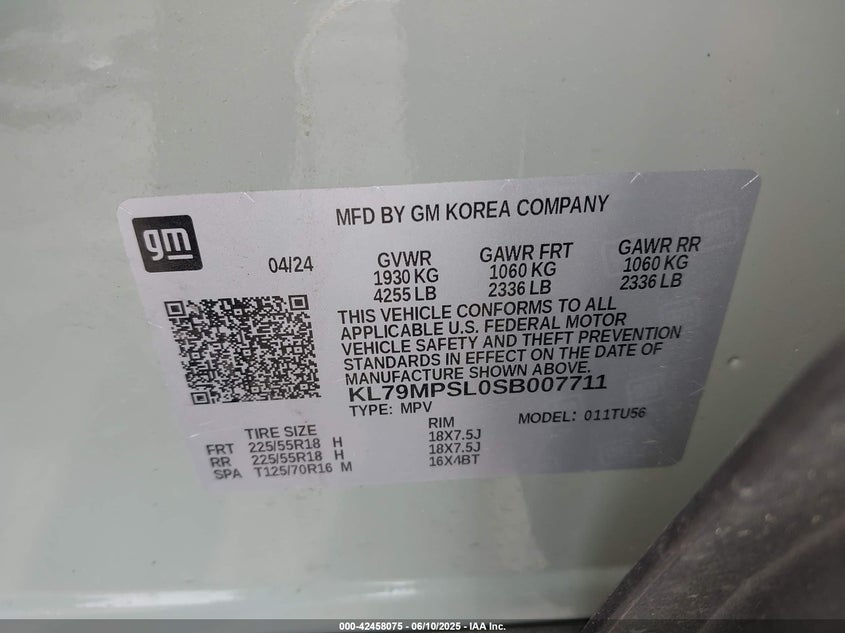 MFD BY GM KOREA COMPANY
gm
04/24
GVWR GAWR FRT GAWR RR
1930 KG 1060 KG 1060 KG
4255 LB 2336 LB 2336 LB
THIS VEHICLE CONFORMS TO ALL
APPLICABLE U.S. FEDERAL MOTOR
VEHICLE SAFETY AND THEFT PREVENTION
STANDARDS IN EFFECT ON THE DATE OF
MANUFACTURE SHOWN ABOVE.
KL79MPSL0SB007711
TYPE: MPV MODEL: 011TU56
TIRE SIZE RIM
FRT 225/55R18 H 18X7.5J
RR 225/55R18 H 18X7.5J
SPA T125/70R16 M 16X4BT
000-42458075 - 06/10/2025 - IAA Inc.